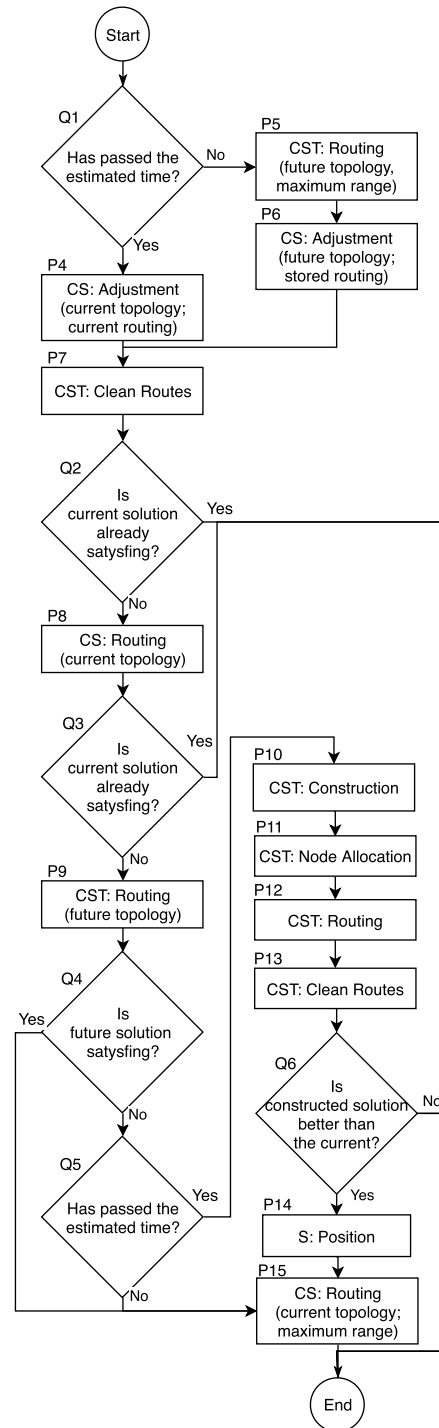 Start
Q1
Has passed the
estimated time?
No
Yes
P5
CST: Routing
(future topology,
maximum range)
P6
CS: Adjustment
(future topology;
stored routing)
P4
CS: Adjustment
(current topology;
current routing)
P7
CST: Clean Routes
Q2
Is
current solution
already
satysfing?
Yes
No
P8
CS: Routing
(current topology)
Q3
Is
current solution
already
satysfing?
Yes
No
P9
CST: Routing
(future topology)
Q4
Is
future solution
satysfing?
Yes
No
Q5
Has passed the
estimated time?
Yes
No
P10
CST: Construction
P11
CST: Node Allocation
P12
CST: Routing
P13
CST: Clean Routes
Q6
Is
constructed solution
better than
the current?
No
Yes
P14
S: Position
P15
CS: Routing
(current topology;
maximum range)
End